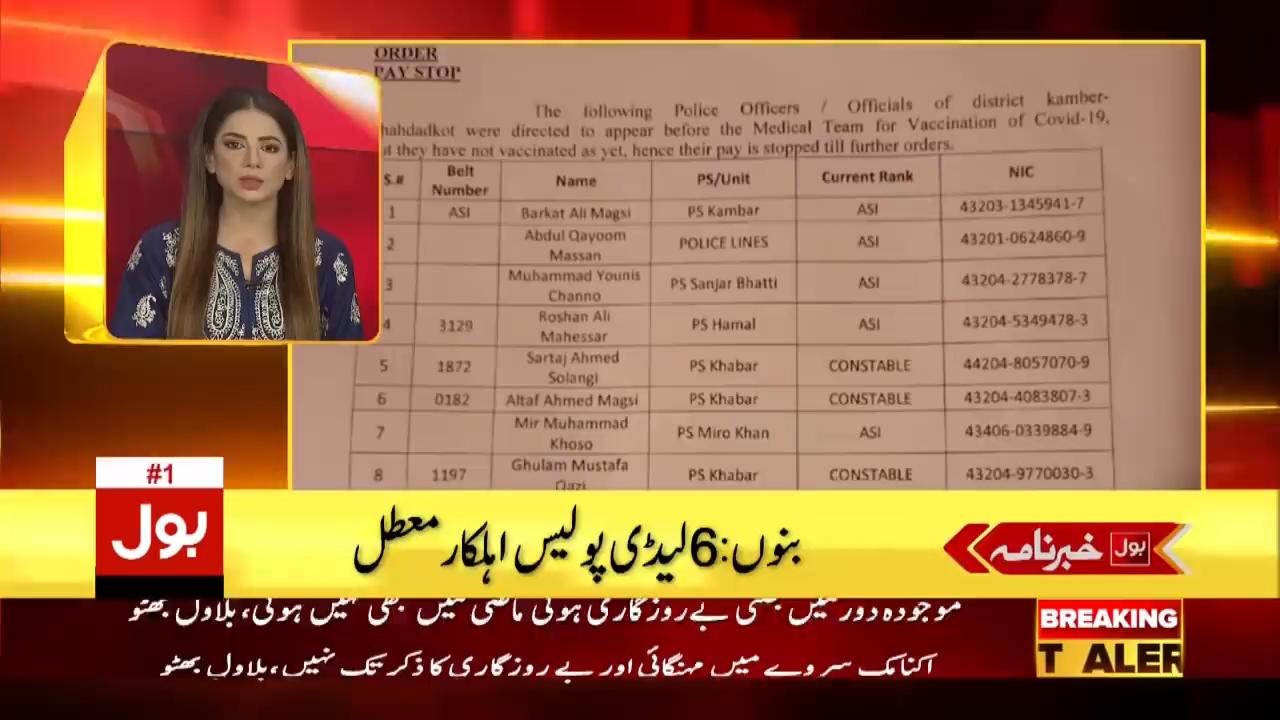 ORDER
PAY STOP
The following Police Officers / Officials of district kamber-
hahdadkot were directed to appear before the Medical Team for Vaccination of Covid-19,
t they have not vaccinated as yet, hence their pay is stopped till further orders.
S.# Belt Number Name PS/Unit Current Rank NIC
1 ASI Barkat Ali Magsi PS Kambar ASI 43203-1345941-7
2 Abdul Qayoom Massan POLICE LINES ASI 43201-0624860-9
3 Muhammad Younis Channo PS Sanjar Bhatti ASI 43204-2778378-7
4 3129 Roshan Ali Mahessar PS Hamal ASI 43204-5349478-3
5 1872 Sartaj Ahmed Solangi PS Khabar CONSTABLE 44204-8057070-9
6 0182 Altaf Ahmed Magsi PS Khabar CONSTABLE 43204-4083807-3
7 Mir Muhammad Khoso PS Miro Khan ASI 43406-0339884-9
8 1197 Ghulam Mustafa Qazi PS Khabar CONSTABLE 43204-9770030-3
#1
بول
بنوں: 6 لیڈی پولیس اہلکار معطل
بول خبرنامہ
موجودہ دور میں جتنی بے روزگاری ہوئی ماضی میں بھی نہیں ہوئی، بلاول بھٹو
اکنامک سروے میں مہنگائی اور بے روزگاری کا ذکر تک نہیں، بلاول بھٹو
BREAKING
T ALER